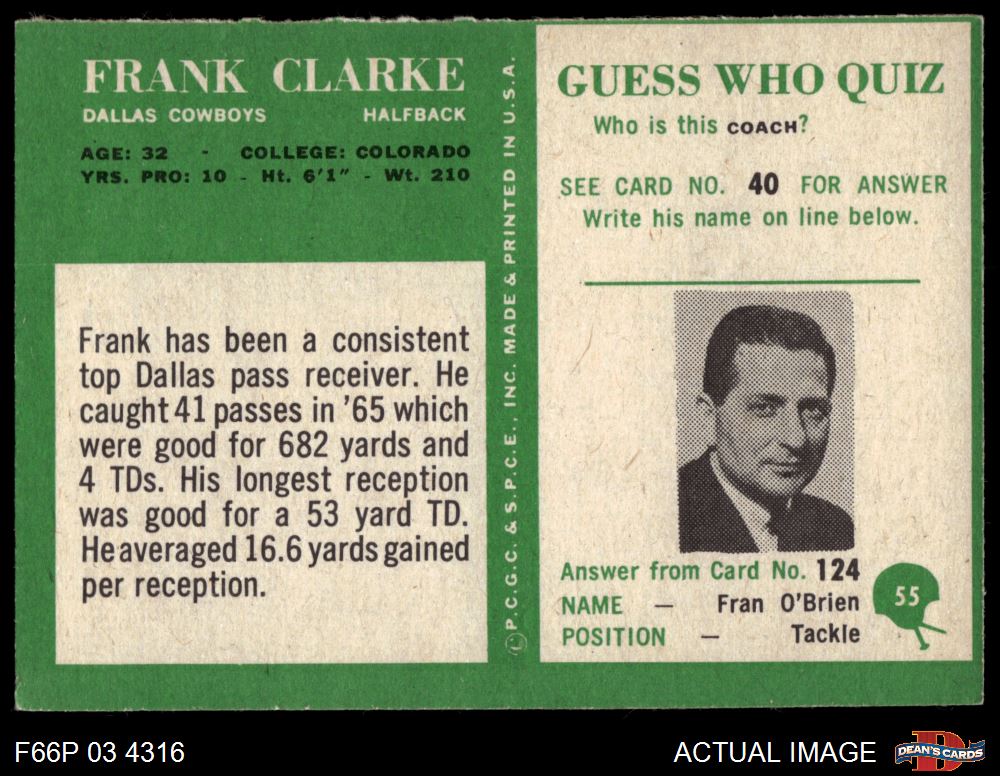 FRANK CLARKE
DALLAS COWBOYS HALFBACK
AGE: 32 - COLLEGE: COLORADO
YRS. PRO: 10 - Ht. 6'1" - Wt. 210
Frank has been a consistent
top Dallas pass receiver. He
caught 41 passes in '65 which
were good for 682 yards and
4 TDs. His longest reception
was good for a 53 yard TD.
He averaged 16.6 yards gained
per reception.
© P.C.G.C. & S.P.C.E., INC. MADE & PRINTED IN U.S.A.
GUESS WHO QUIZ
Who is this COACH?
SEE CARD NO. 40 FOR ANSWER
Write his name on line below.
Answer from Card No. 124
NAME — Fran O'Brien
POSITION — Tackle
55
F66P 03 4316
ACTUAL IMAGE
D
DEAN'S CARDS